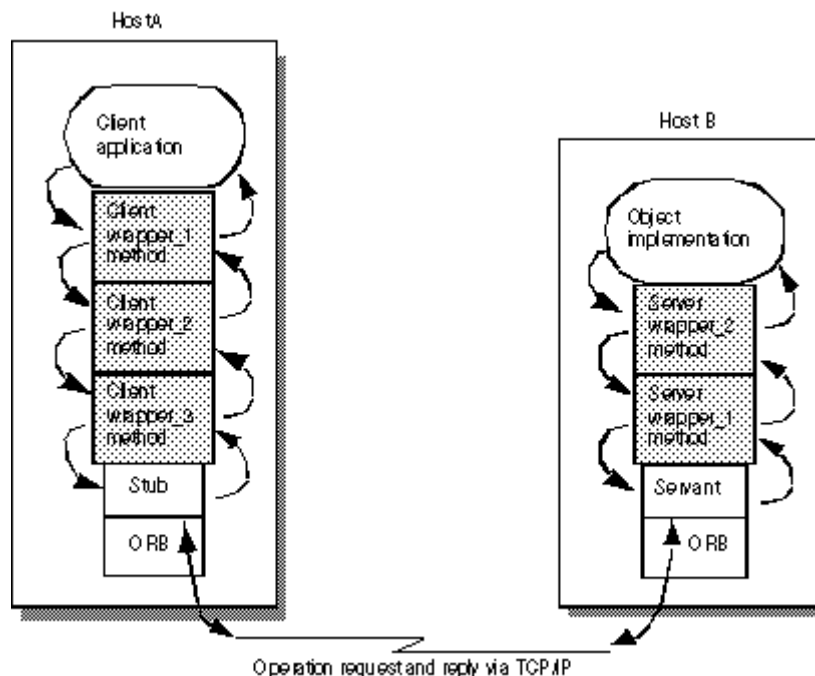 HostA
Client
application
Client
wrapper_1
method
Client
wrapper_2
method
Client
wrapper_3
method
Stub
ORB
Host B
Object
implementation
Server
wrapper_2
method
Server
wrapper_1
method
Servant
ORB
Operation request and reply via TCP/IP